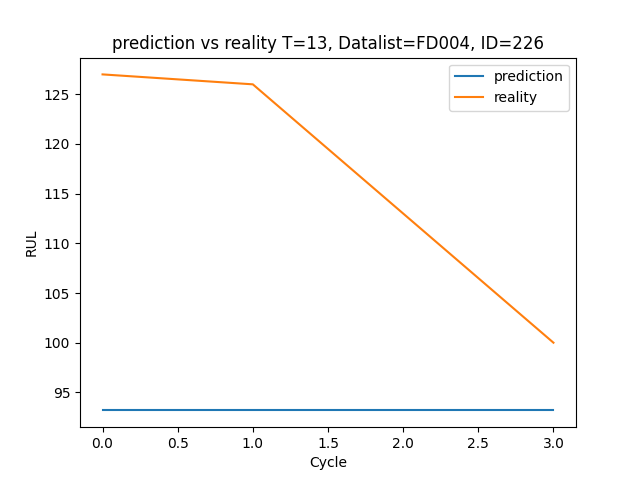 prediction vs reality T=13, Datalist=FD004, ID=226
prediction
reality
125
120
115
110
105
100
95
RUL
0.0 0.5 1.0 1.5 2.0 2.5 3.0
Cycle